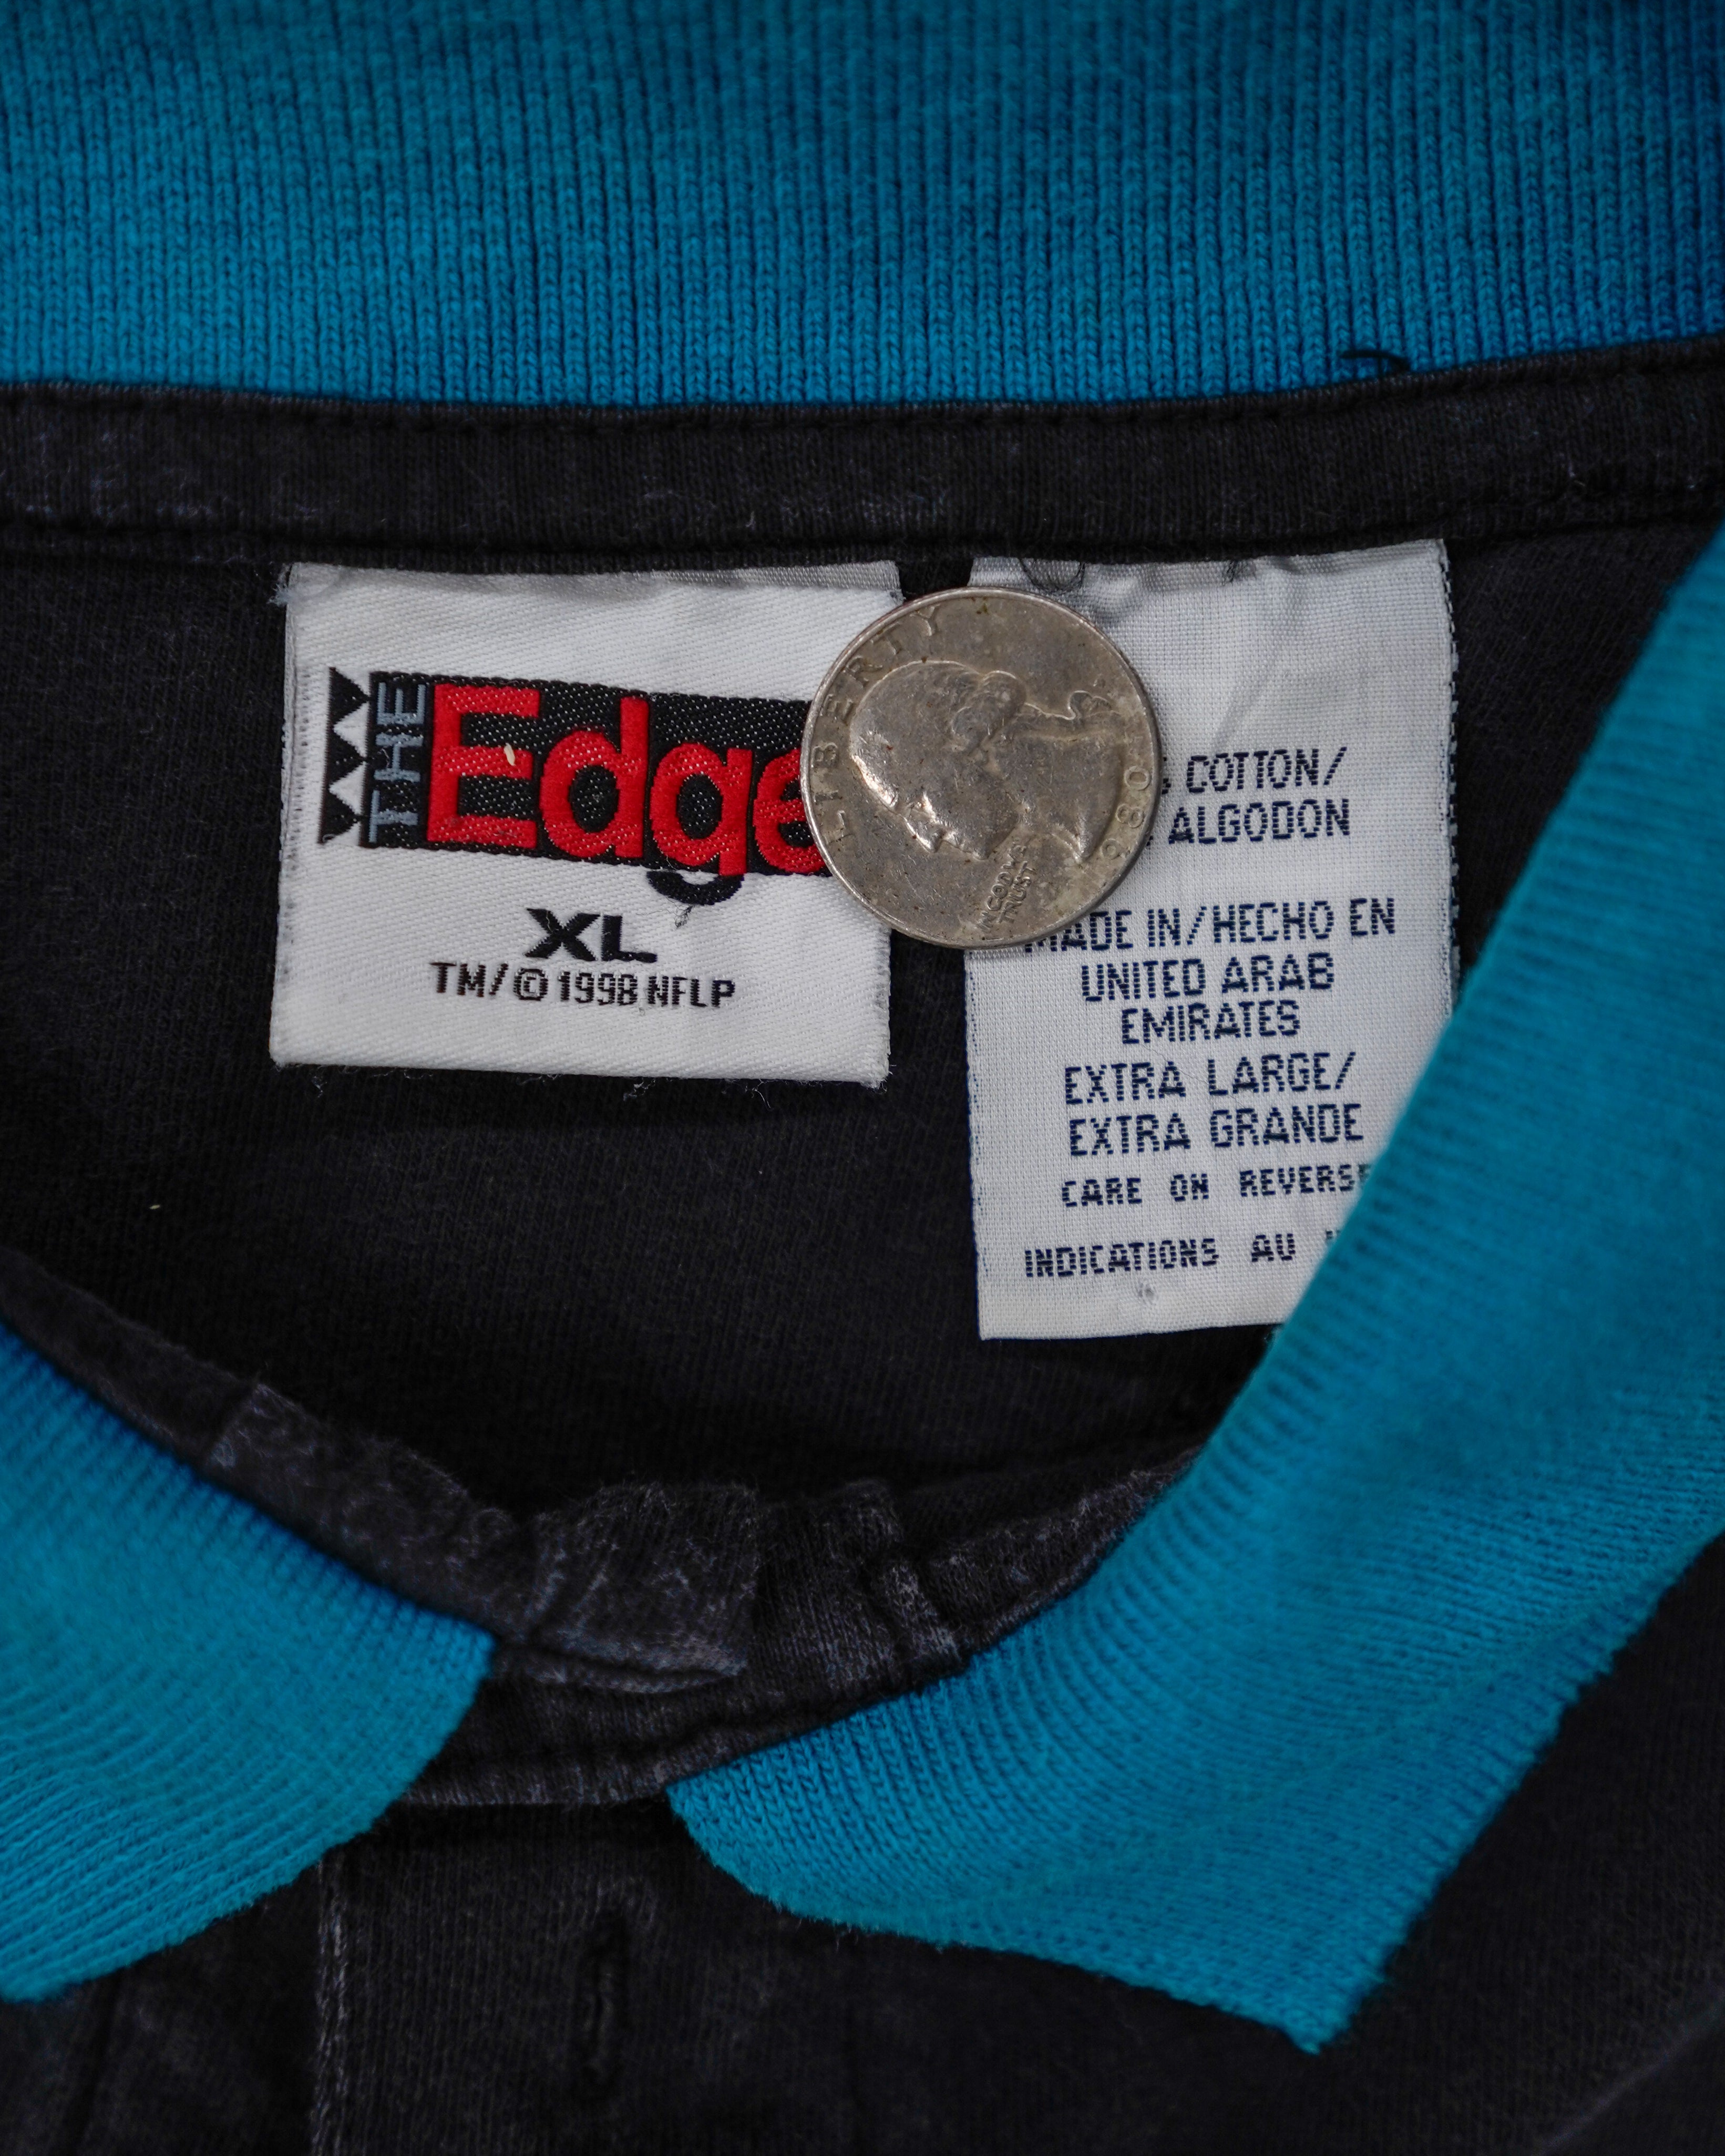 THE Edge
XL
TM/© 1998 NFLP
LIBERTY
IN GOD WE
TRUST
1980
COTTON/
ALGODON
MADE IN/HECHO EN
UNITED ARAB
EMIRATES
EXTRA LARGE/
EXTRA GRANDE
CARE ON REVERSE
INDICATIONS AU